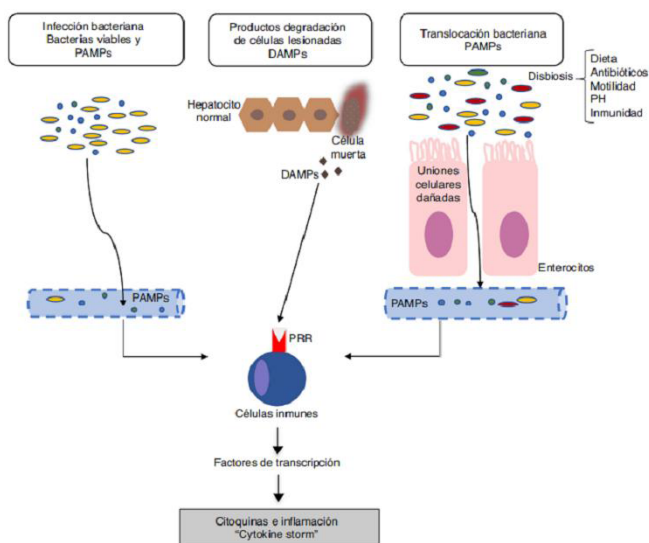 Infección bacteriana
Bacterias viables y
PAMPs
Productos degradación
de células lesionadas
DAMPs
Translocación bacteriana
PAMPs
Disbiosis
Dieta
Antibióticos
Motilidad
PH
Inmunidad
Hepatocito
normal
Célula
muerta
DAMPs
Uniones
celulares
dañadas
Enterocitos
PAMPs
PAMPs
PRR
Células inmunes
Factores de transcripción
Citoquinas e inflamación
"Cytokine storm"